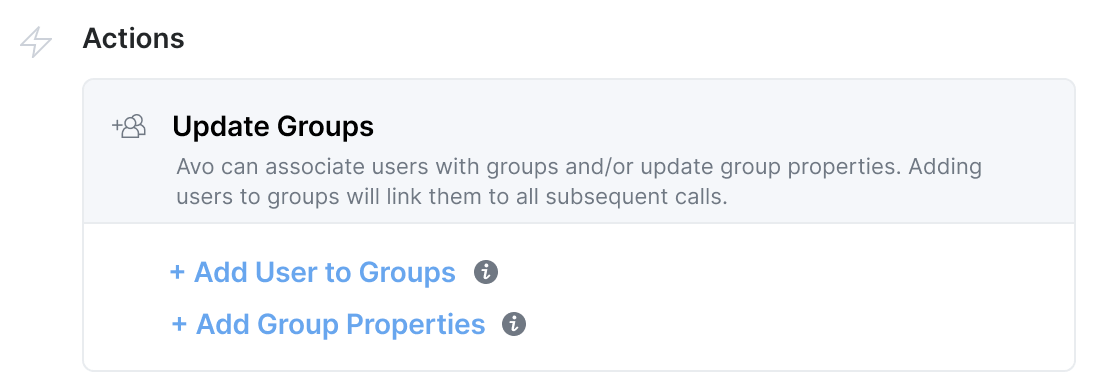 Actions
Update Groups
Avo can associate users with groups and/or update group properties. Adding
users to groups will link them to all subsequent calls.
+ Add User to Groups
+ Add Group Properties